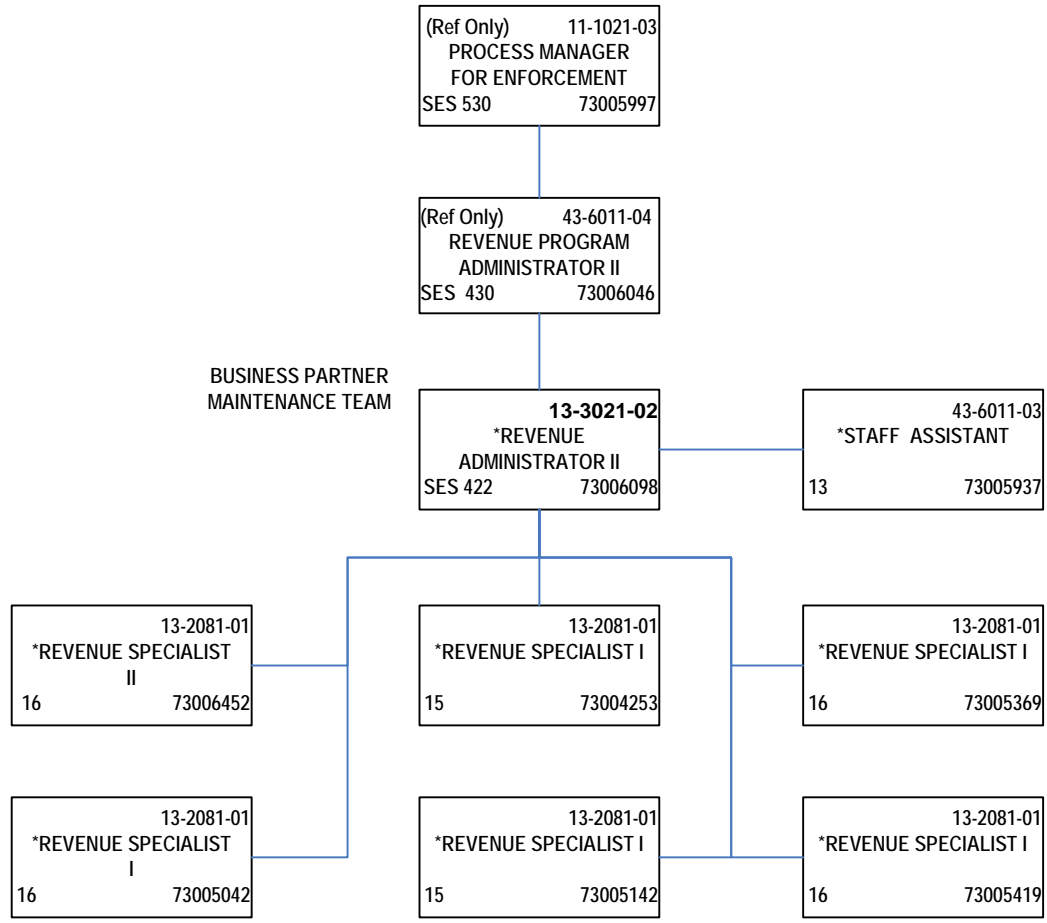 (Ref Only) 11-1021-03
PROCESS MANAGER
FOR ENFORCEMENT
SES 530 73005997
(Ref Only) 43-6011-04
REVENUE PROGRAM
ADMINISTRATOR II
SES 430 73006046
BUSINESS PARTNER
MAINTENANCE TEAM
13-3021-02
*REVENUE
ADMINISTRATOR II
SES 422 73006098
43-6011-03
*STAFF ASSISTANT
13 73005937
13-2081-01
*REVENUE SPECIALIST
II
16 73006452
13-2081-01
*REVENUE SPECIALIST I
15 73004253
13-2081-01
*REVENUE SPECIALIST I
16 73005369
13-2081-01
*REVENUE SPECIALIST
I
16 73005042
13-2081-01
*REVENUE SPECIALIST I
15 73005142
13-2081-01
*REVENUE SPECIALIST I
16 73005419